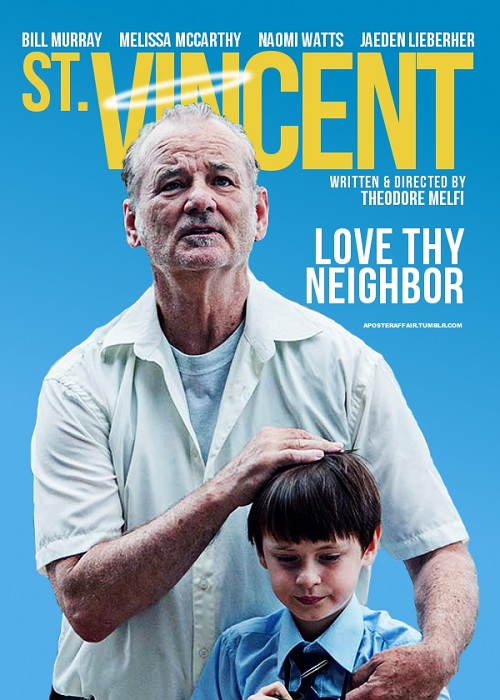 BILL MURRAY MELISSA MCCARTHY NAOMI WATTS JAEDEN LIEBERHER
ST. VINCENT
WRITTEN & DIRECTED BY
THEODORE MELFI
LOVE THY
NEIGHBOR
APOSTERAFFAIR.TUMBLR.COM